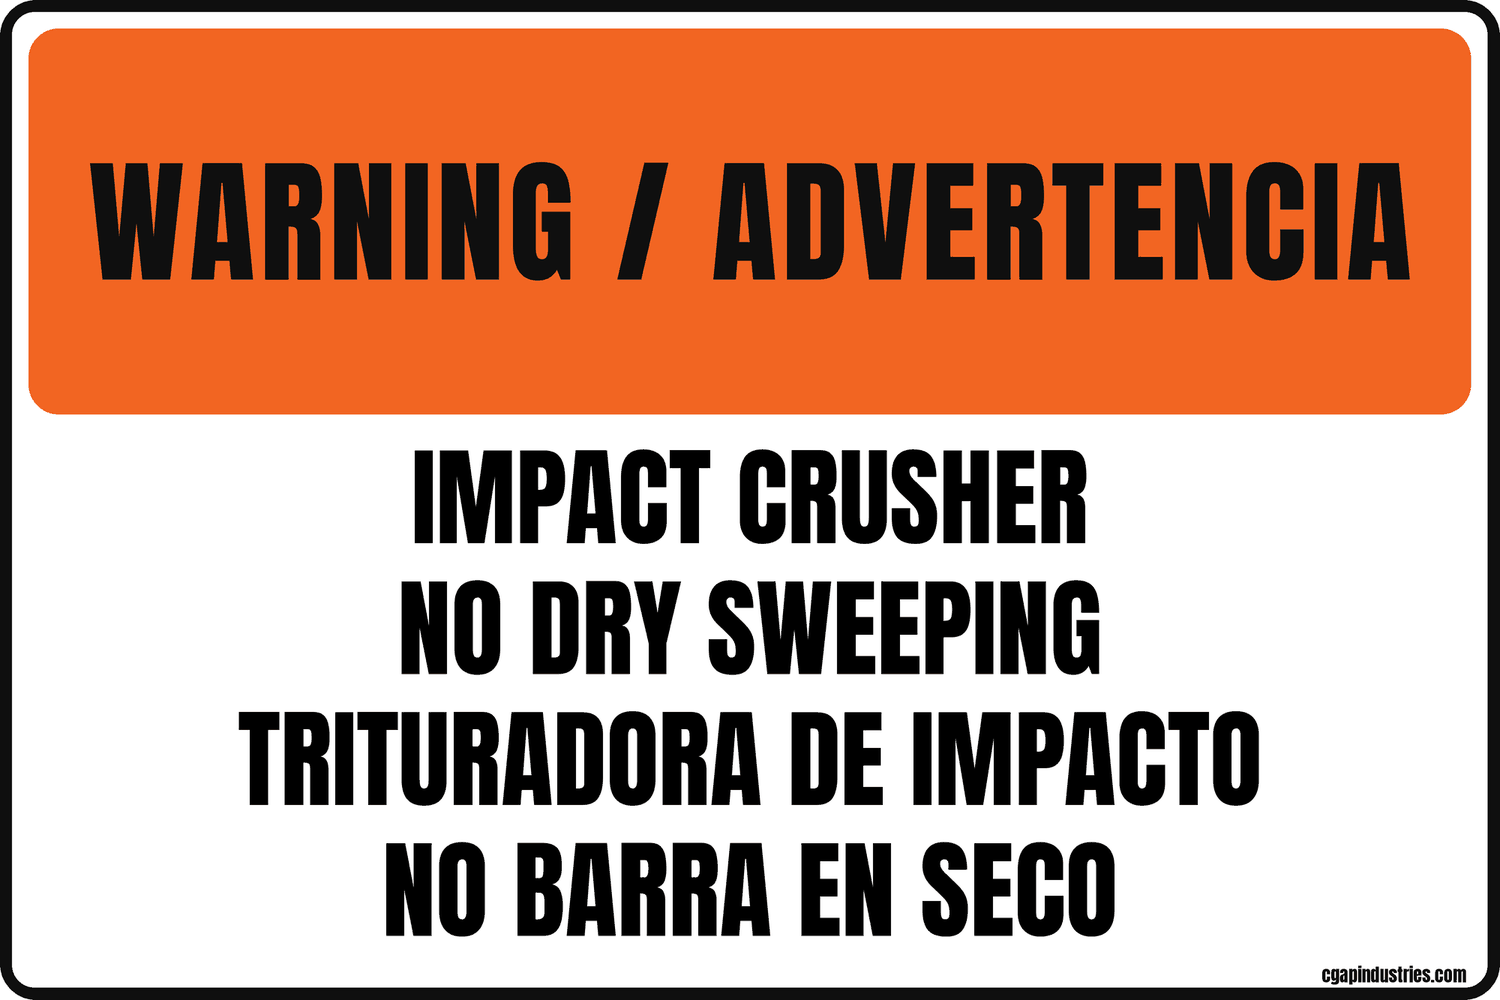 WARNING / ADVERTENCIA
IMPACT CRUSHER
NO DRY SWEEPING
TRITURADORA DE IMPACTO
NO BARRA EN SECO
cgapindustries.com